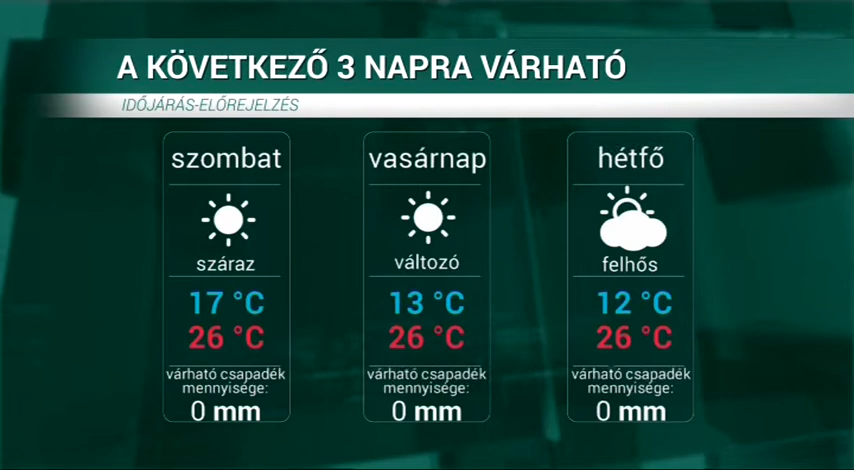 A KÖVETKEZŐ 3 NAPRA VÁRHATÓ
IDŐJÁRÁS-ELŐREJELZÉS
szombat
száraz
17 °C
26 °C
várható csapadék
mennyisége:
0 mm
vasárnap
változó
13 °C
26 °C
várható csapadék
mennyisége:
0 mm
hétfő
felhős
12 °C
26 °C
várható csapadék
mennyisége:
0 mm